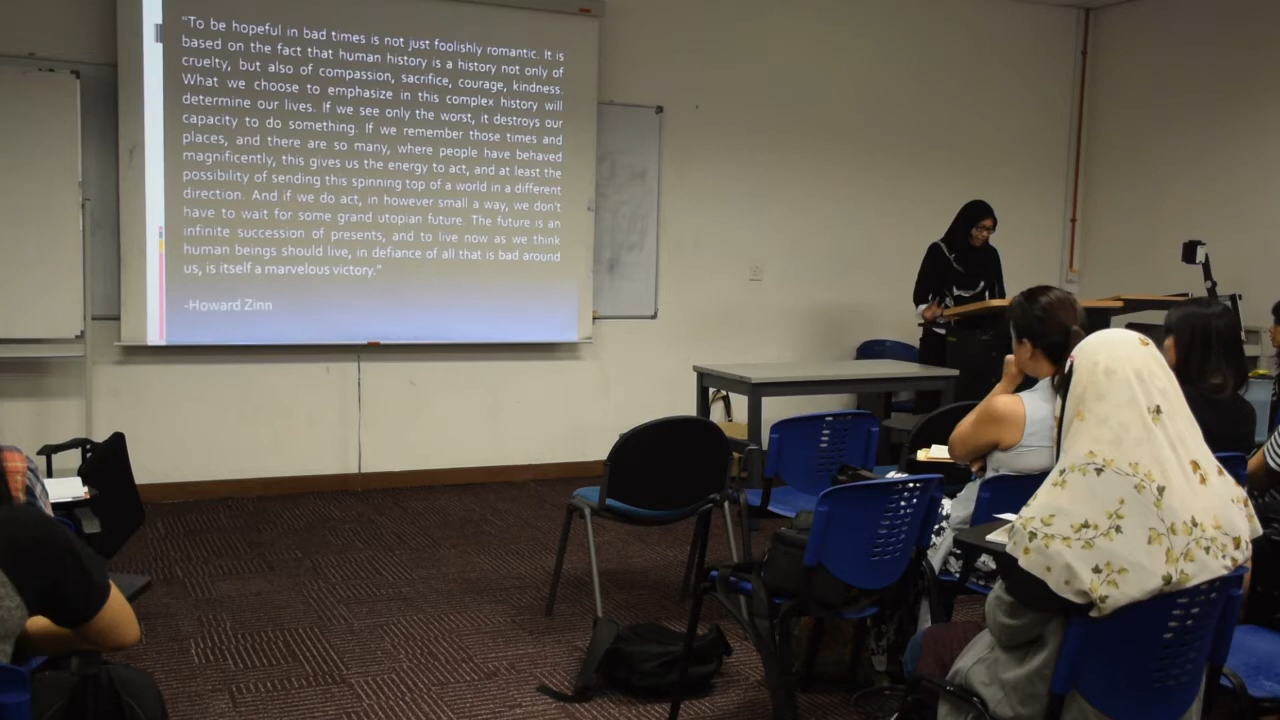 "To be hopeful in bad times is not just foolishly romantic. It is
based on the fact that human history is a history not only of
cruelty, but also of compassion, sacrifice, courage, kindness.
What we choose to emphasize in this complex history will
determine our lives. If we see only the worst, it destroys our
capacity to do something. If we remember those times and
places, and there are so many, where people have behaved
magnificently, this gives us the energy to act, and at least the
possibility of sending this spinning top of a world in a different
direction. And if we do act, in however small a way, we don't
have to wait for some grand utopian future. The future is an
infinite succession of presents, and to live now as we think
human beings should live, in defiance of all that is bad around
us, is itself a marvelous victory."
-Howard Zinn